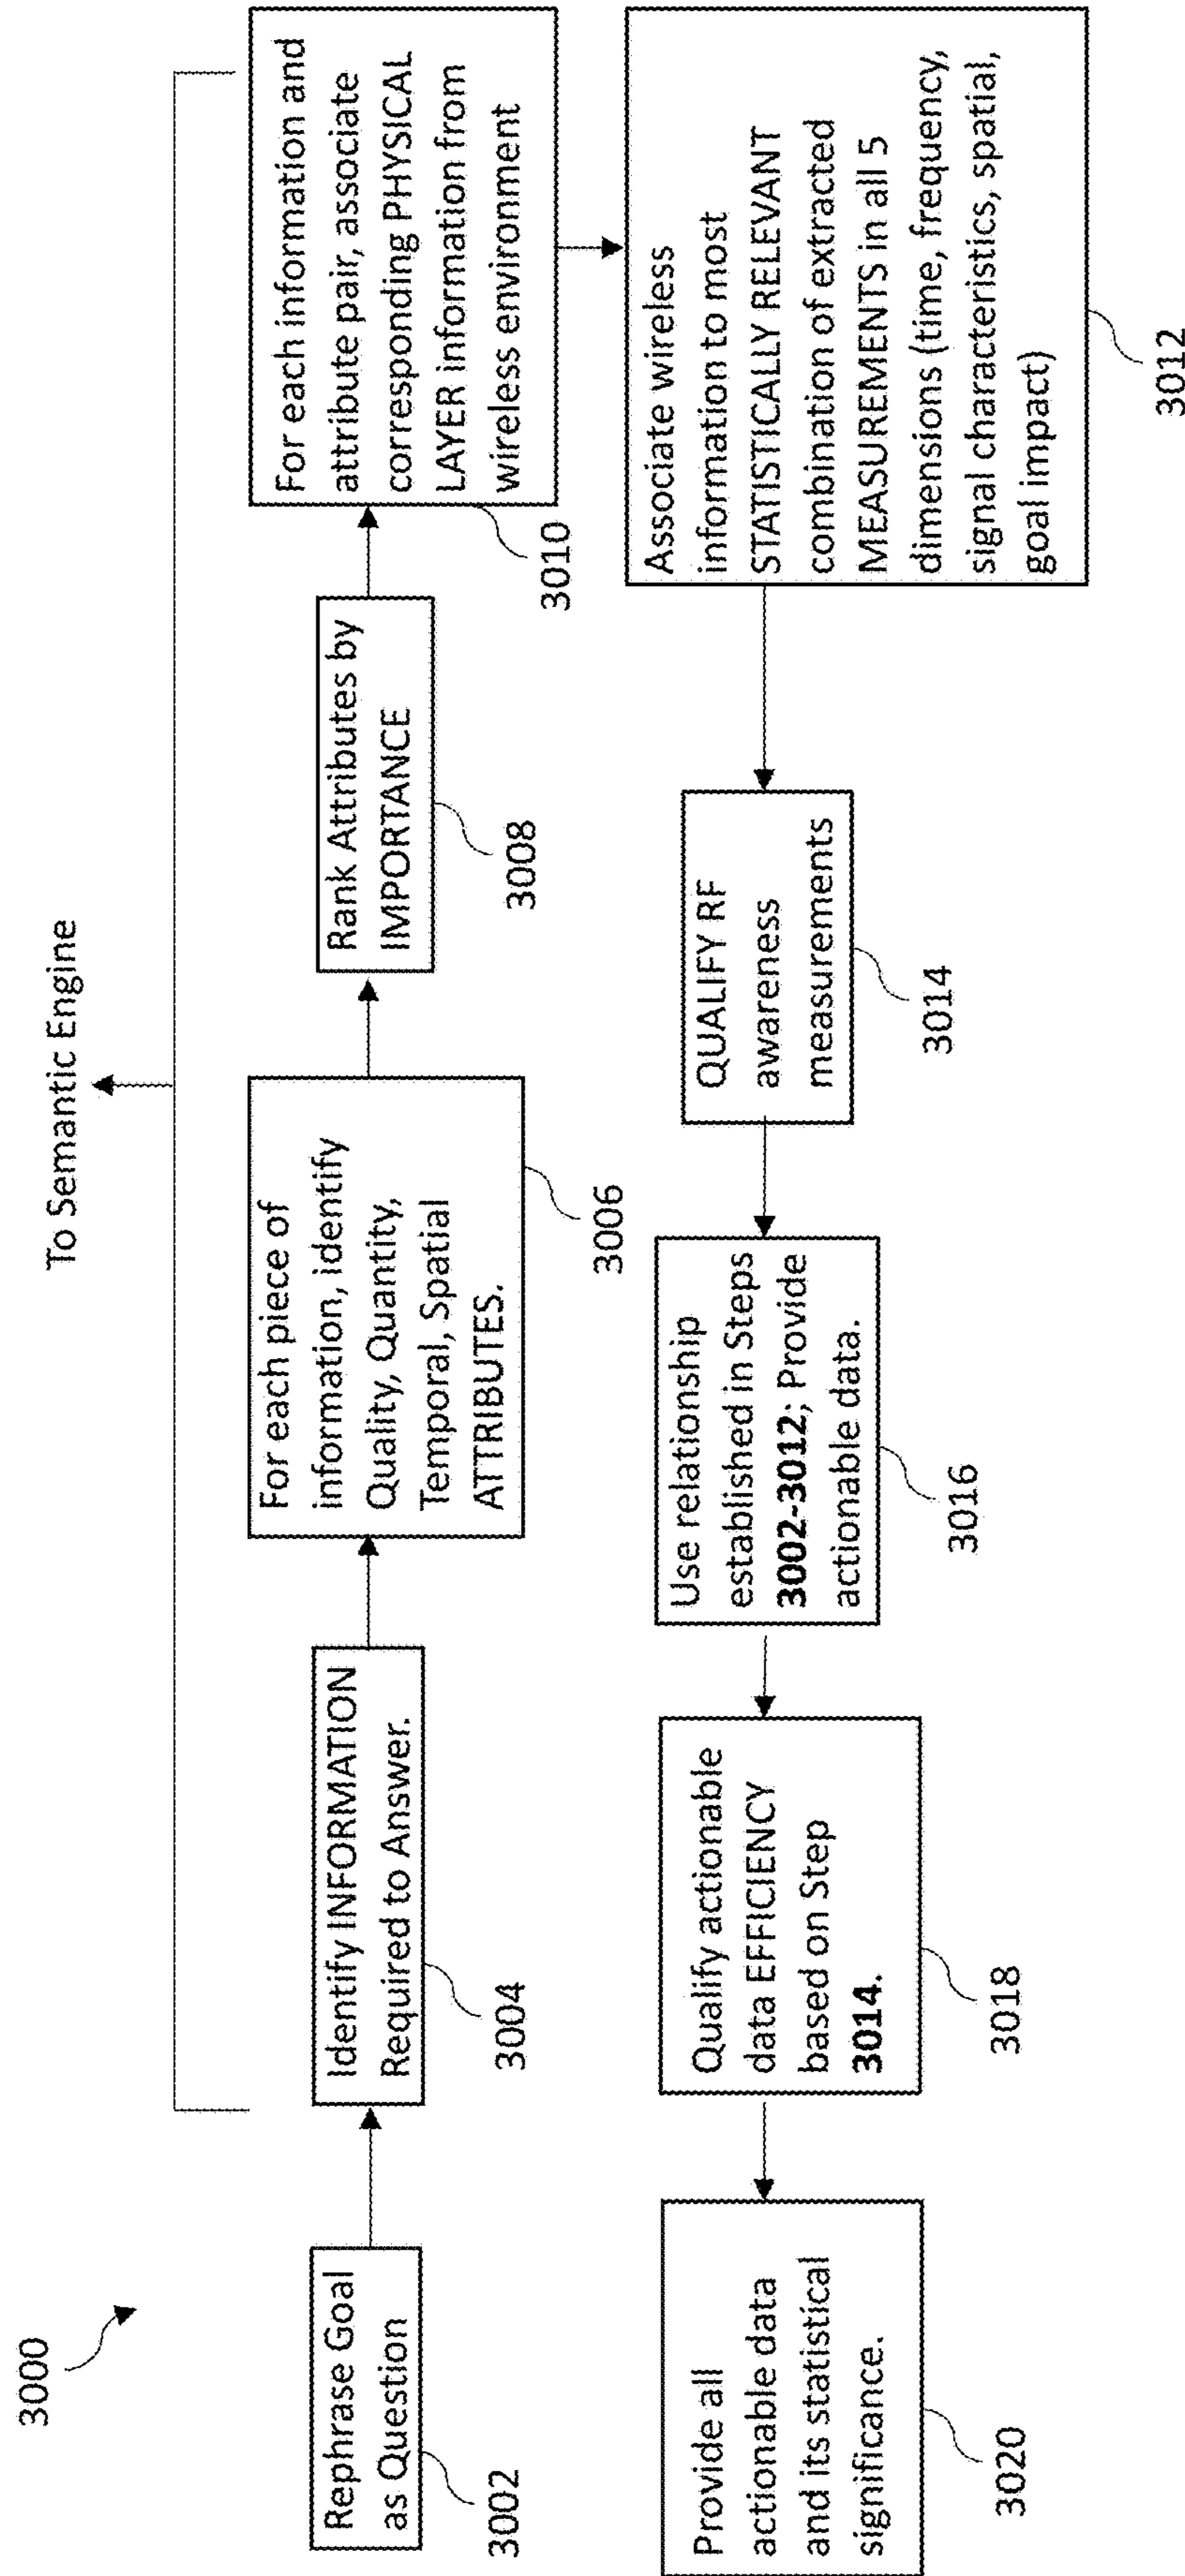 3000
To Semantic Engine
Rephrase Goal
as Question
3002
Identify INFORMATION
Required to Answer.
3004
For each piece of
information, identify
Quality, Quantity,
Temporal, Spatial
ATTRIBUTES.
3006
Rank Attributes by
IMPORTANCE
3008
For each information and
attribute pair, associate
corresponding PHYSICAL
LAYER information from
wireless environment
3010
Associate wireless
information to most
STATISTICALLY RELEVANT
combination of extracted
MEASUREMENTS in all 5
dimensions (time, frequency,
signal characteristics, spatial,
goal impact)
3012
QUALIFY RF
awareness
measurements
3014
Use relationship
established in Steps
3002-3012; Provide
actionable data.
3016
Qualify actionable
data EFFICIENCY
based on Step
3014.
3018
Provide all
actionable data
and its statistical
significance.
3020